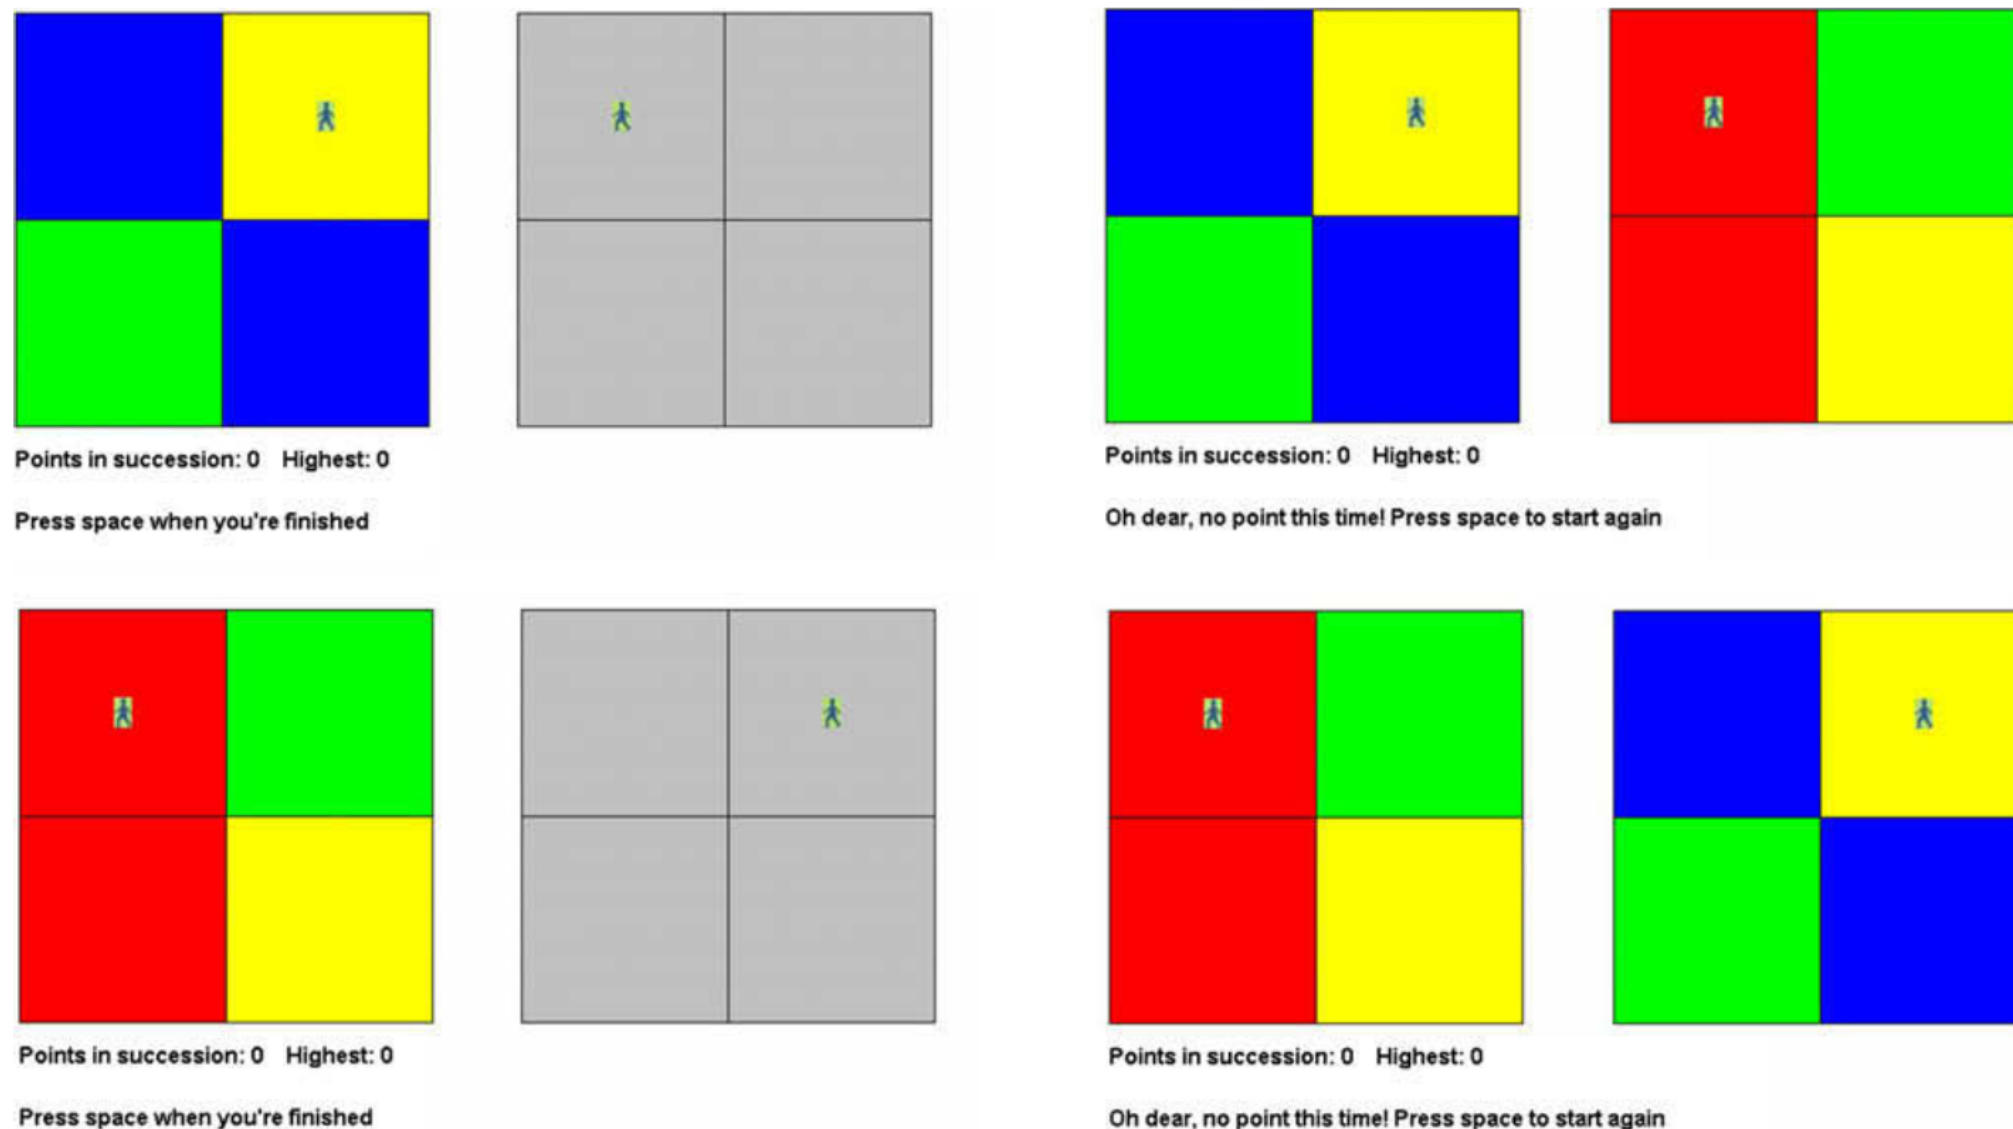 Points in succession: 0 Highest: 0
Press space when you're finished
Points in succession: 0 Highest: 0
Oh dear, no point this time! Press space to start again
Points in succession: 0 Highest: 0
Press space when you're finished
Points in succession: 0 Highest: 0
Oh dear, no point this time! Press space to start again